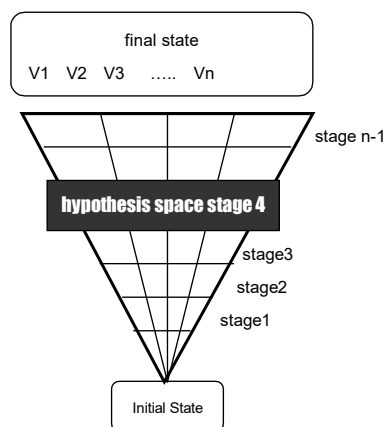 final state
V1 V2 V3 ..... Vn
stage n-1
hypothesis space stage 4
stage3
stage2
stage1
Initial State